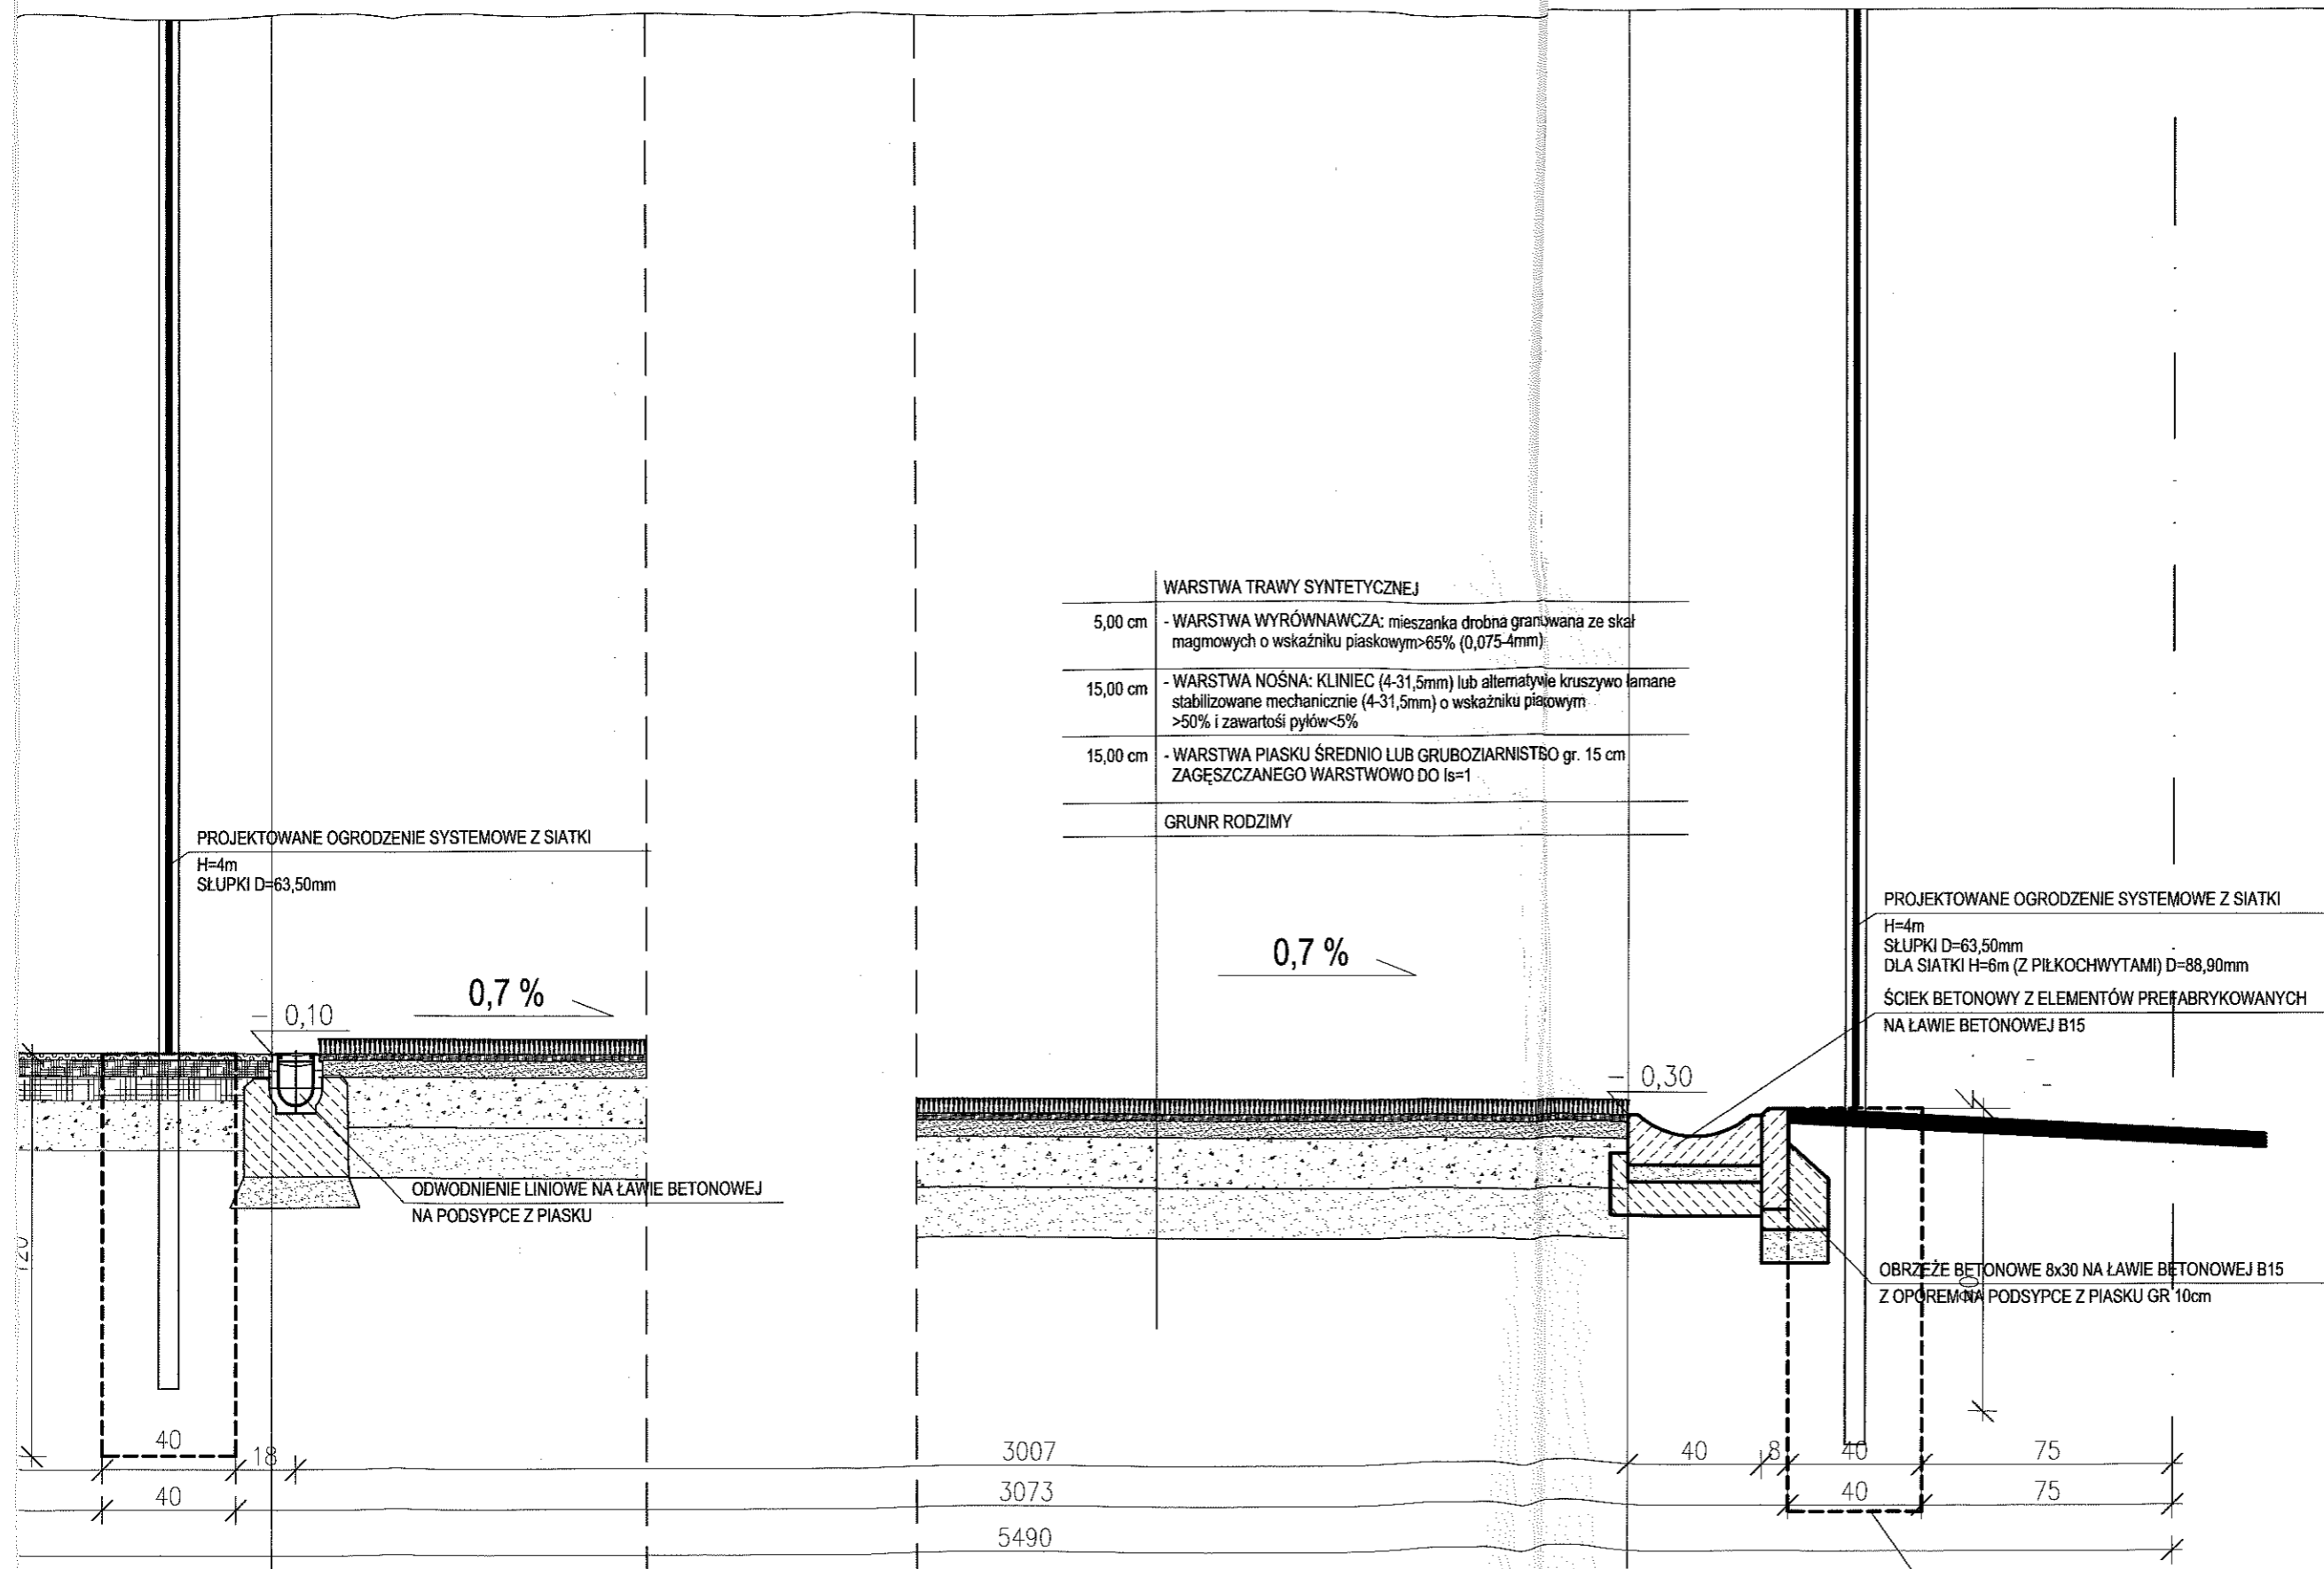 WARSTWA TRAWY SYNTETYCZNEJ
5,00 cm - WARSTWA WYRÓWNAWCZA: mieszanka drobna granwana ze skał
magmowych o wskaźniku piaskowym>65% (0,075-4mm)
15,00 cm - WARSTWA NOŚNA: KLINIEC (4-31,5mm) lub alternatywie kruszywo łamane
stabilizowane mechanicznie (4-31,5mm) o wskaźniku piakowym
>50% i zawartośi pyłów<5%
15,00 cm - WARSTWA PIASKU ŚREDNIO LUB GRUBOZIARNISTEO gr. 15 cm
ZAGĘSZCZANEGO WARSTWOWO DO Is=1
GRUNR RODZIMY
PROJEKTOWANE OGRODZENIE SYSTEMOWE Z SIATKI
H=4m
SŁUPKI D=63,50mm
PROJEKTOWANE OGRODZENIE SYSTEMOWE Z SIATKI
H=4m
SŁUPKI D=63,50mm
DLA SIATKI H=6m (Z PIŁKOCHWYTAMI) D=88,90mm
ŚCIEK BETONOWY Z ELEMENTÓW PREFABRYKOWANYCH
NA ŁAWIE BETONOWEJ B15
0,7 %
0,7 %
- 0,10
- 0,30
ODWODNIENIE LINIOWE NA ŁAWIE BETONOWEJ
NA PODSYPCE Z PIASKU
OBRZEŻE BETONOWE 8x30 NA ŁAWIE BETONOWEJ B15
Z OPOREM NA PODSYPCE Z PIASKU GR 10cm
120
40 18 3007 40 8 40 75
40 3073 40 75
5490